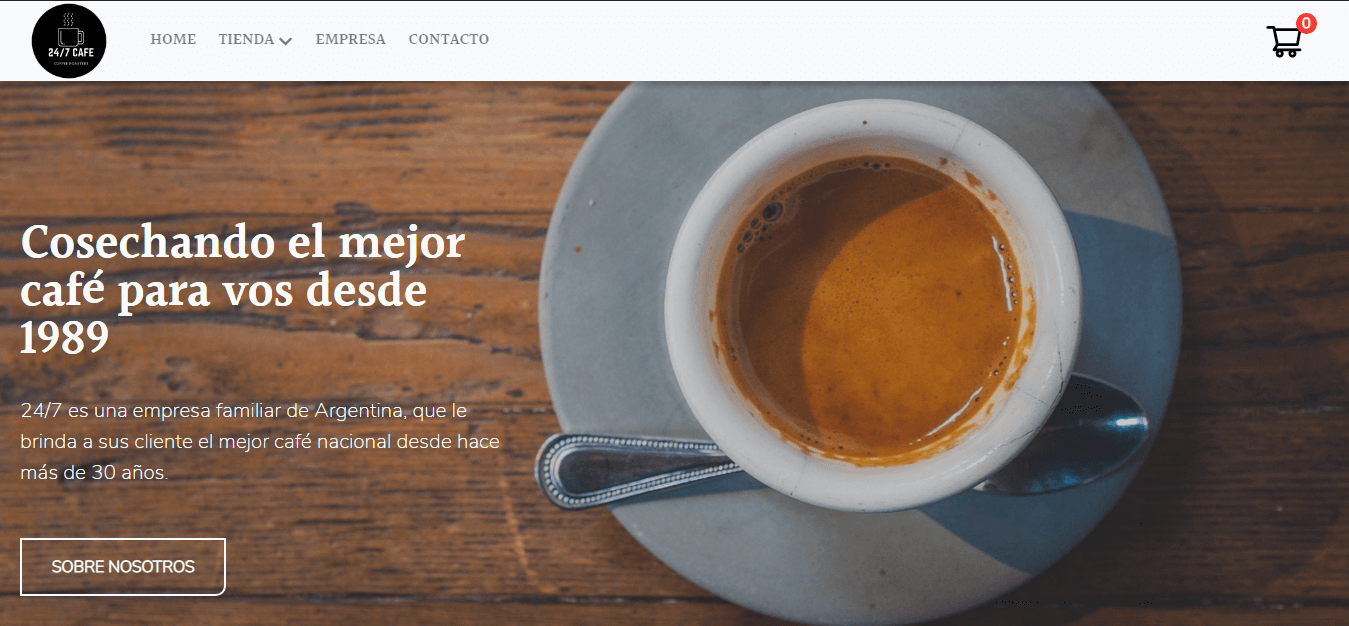 24/7 CAFE
COFFEE ROASTERS
HOME TIENDA EMPRESA CONTACTO
0
Cosechando el mejor
café para vos desde
1989
24/7 es una empresa familiar de Argentina, que le
brinda a sus cliente el mejor café nacional desde hace
más de 30 años.
SOBRE NOSOTROS